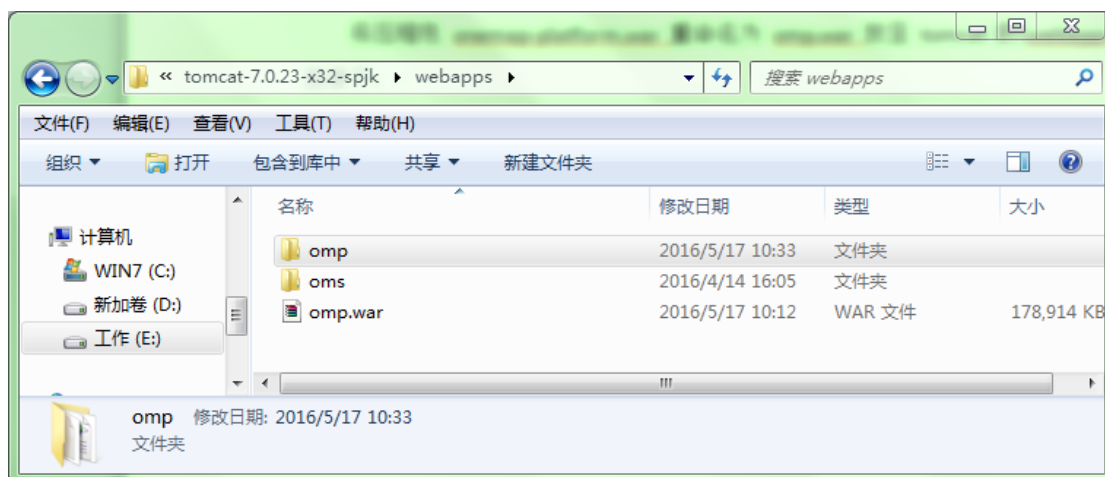 « tomcat-7.0.23-x32-spjk ▸ webapps ▸ 搜索 webapps
文件(F) 编辑(E) 查看(V) 工具(T) 帮助(H)
组织 打开 包含到库中 共享 新建文件夹
名称 修改日期 类型 大小
计算机
WIN7 (C:)
新加卷 (D:)
工作 (E:)
omp 2016/5/17 10:33 文件夹
oms 2016/4/14 16:05 文件夹
omp.war 2016/5/17 10:12 WAR 文件 178,914 KB
omp 修改日期: 2016/5/17 10:33
文件夹